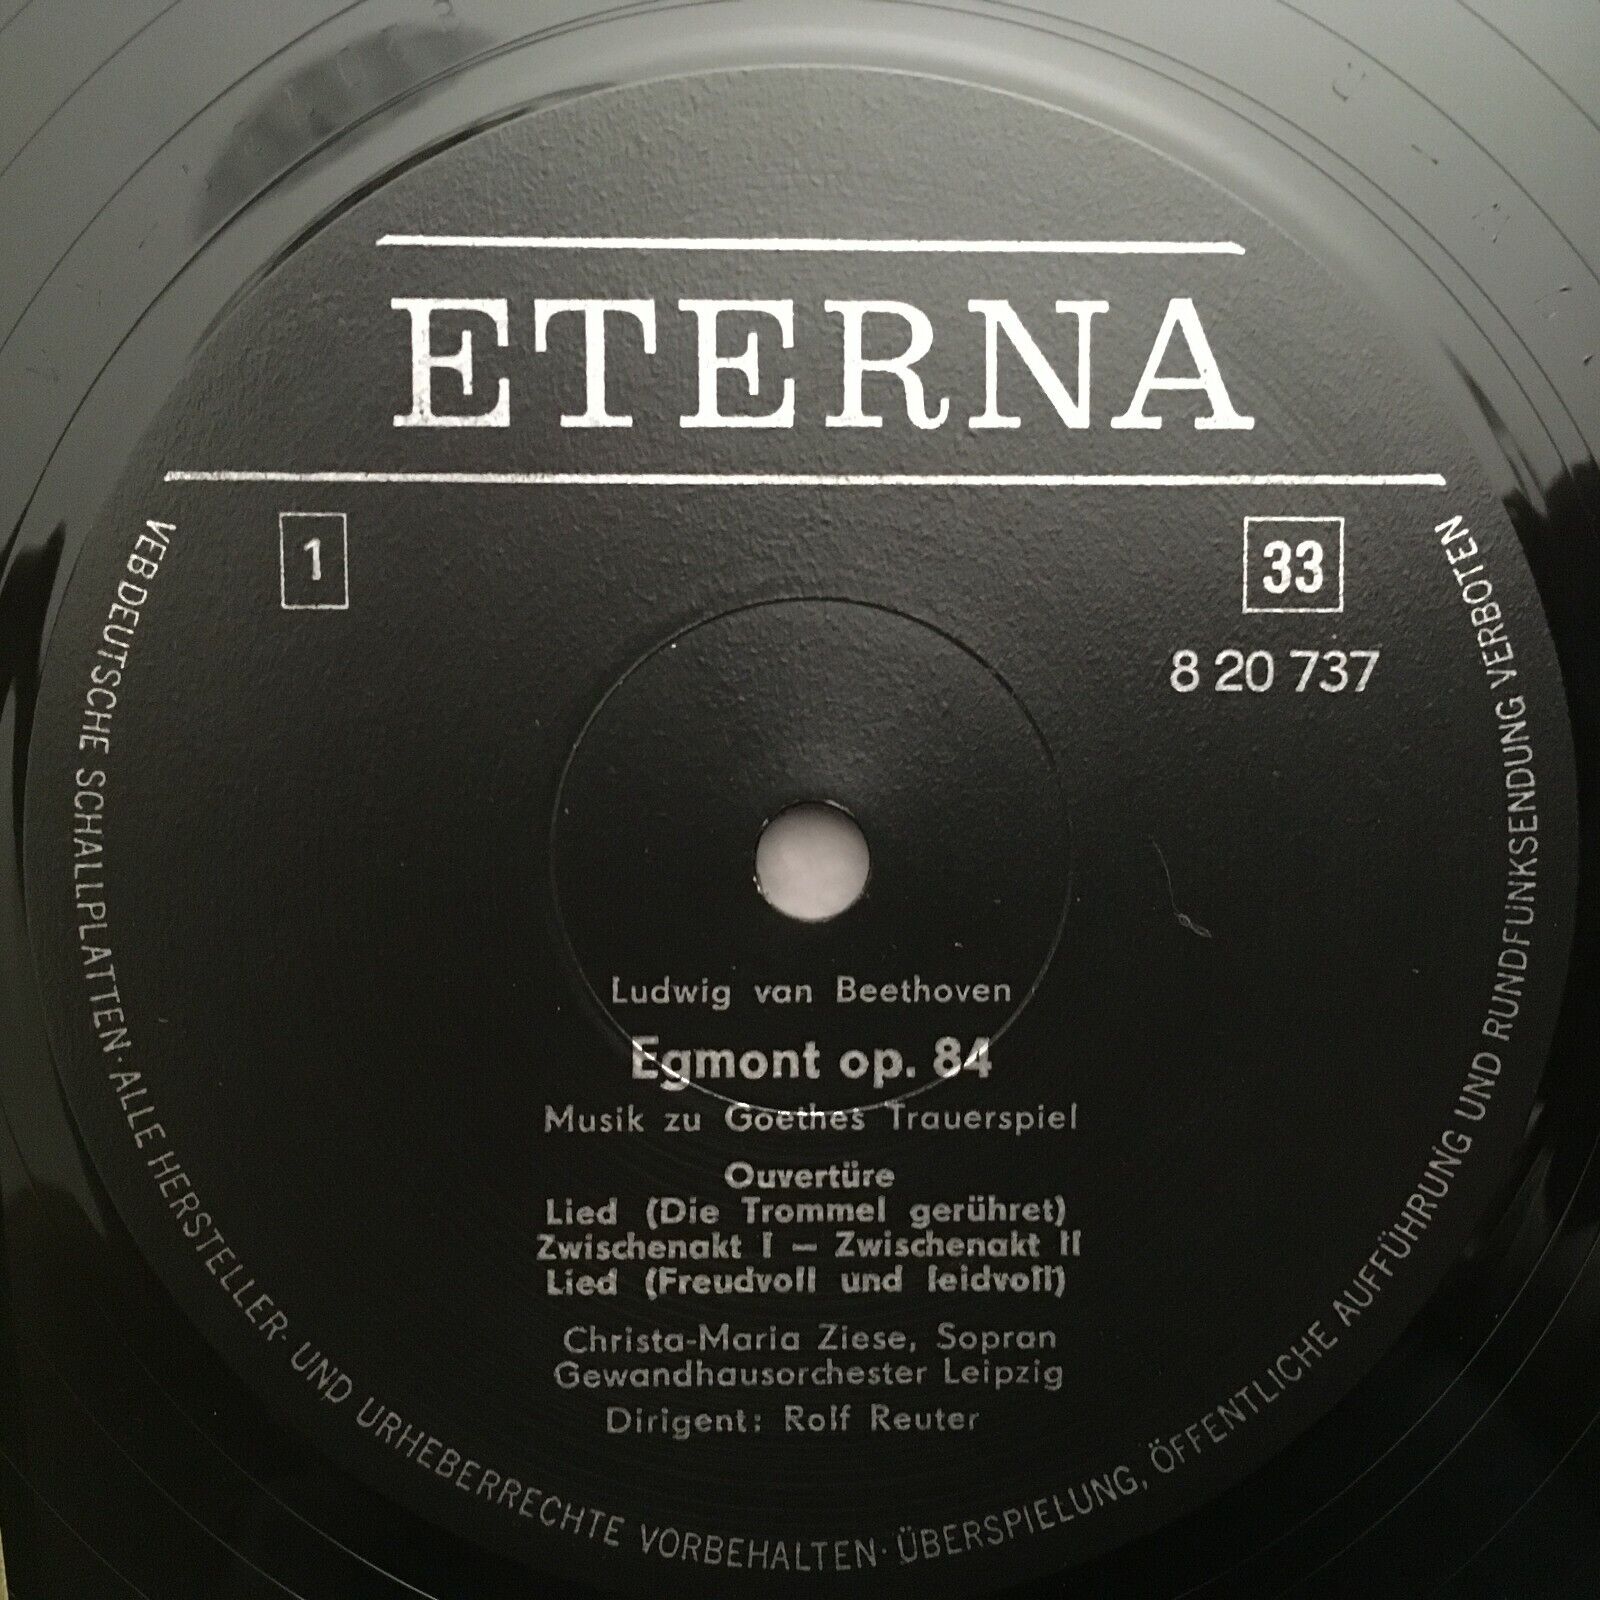 ETERNA
1
33
8 20 737
Ludwig van Beethoven
Egmont op. 84
Musik zu Goethes Trauerspiel
Ouvertüre
Lied (Die Trommel gerühret)
Zwischenakt I – Zwischenakt II
Lied (Freudvoll und leidvoll)
Christa-Maria Ziese, Sopran
Gewandhausorchester Leipzig
Dirigent: Rolf Reuter
VEB DEUTSCHE SCHALLPLATTEN · ALLE HERSTELLER- UND URHEBERRECHTE VORBEHALTEN · ÜBERSPIELUNG, ÖFFENTLICHE AUFFÜHRUNG UND RUNDFUNKSENDUNG VERBOTEN